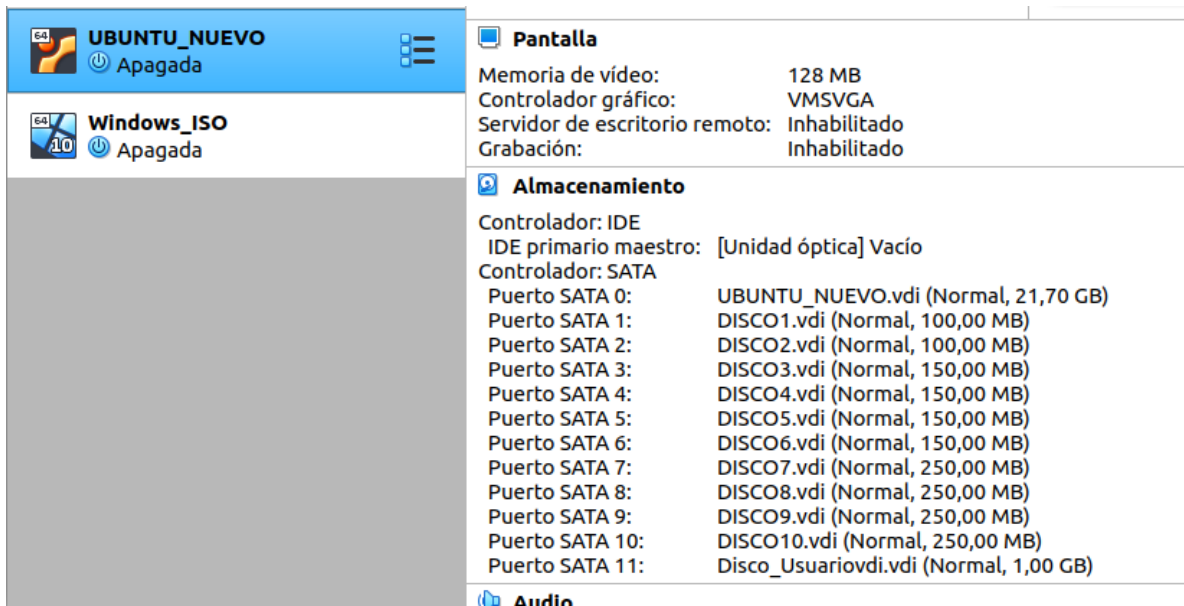 64
UBUNTU_NUEVO
Apagada
64
10
Windows_ISO
Apagada
Pantalla
Memoria de vídeo: 128 MB
Controlador gráfico: VMSVGA
Servidor de escritorio remoto: Inhabilitado
Grabación: Inhabilitado
Almacenamiento
Controlador: IDE
IDE primario maestro: [Unidad óptica] Vacío
Controlador: SATA
Puerto SATA 0: UBUNTU_NUEVO.vdi (Normal, 21,70 GB)
Puerto SATA 1: DISCO1.vdi (Normal, 100,00 MB)
Puerto SATA 2: DISCO2.vdi (Normal, 100,00 MB)
Puerto SATA 3: DISCO3.vdi (Normal, 150,00 MB)
Puerto SATA 4: DISCO4.vdi (Normal, 150,00 MB)
Puerto SATA 5: DISCO5.vdi (Normal, 150,00 MB)
Puerto SATA 6: DISCO6.vdi (Normal, 150,00 MB)
Puerto SATA 7: DISCO7.vdi (Normal, 250,00 MB)
Puerto SATA 8: DISCO8.vdi (Normal, 250,00 MB)
Puerto SATA 9: DISCO9.vdi (Normal, 250,00 MB)
Puerto SATA 10: DISCO10.vdi (Normal, 250,00 MB)
Puerto SATA 11: Disco_Usuariovdi.vdi (Normal, 1,00 GB)
Audio